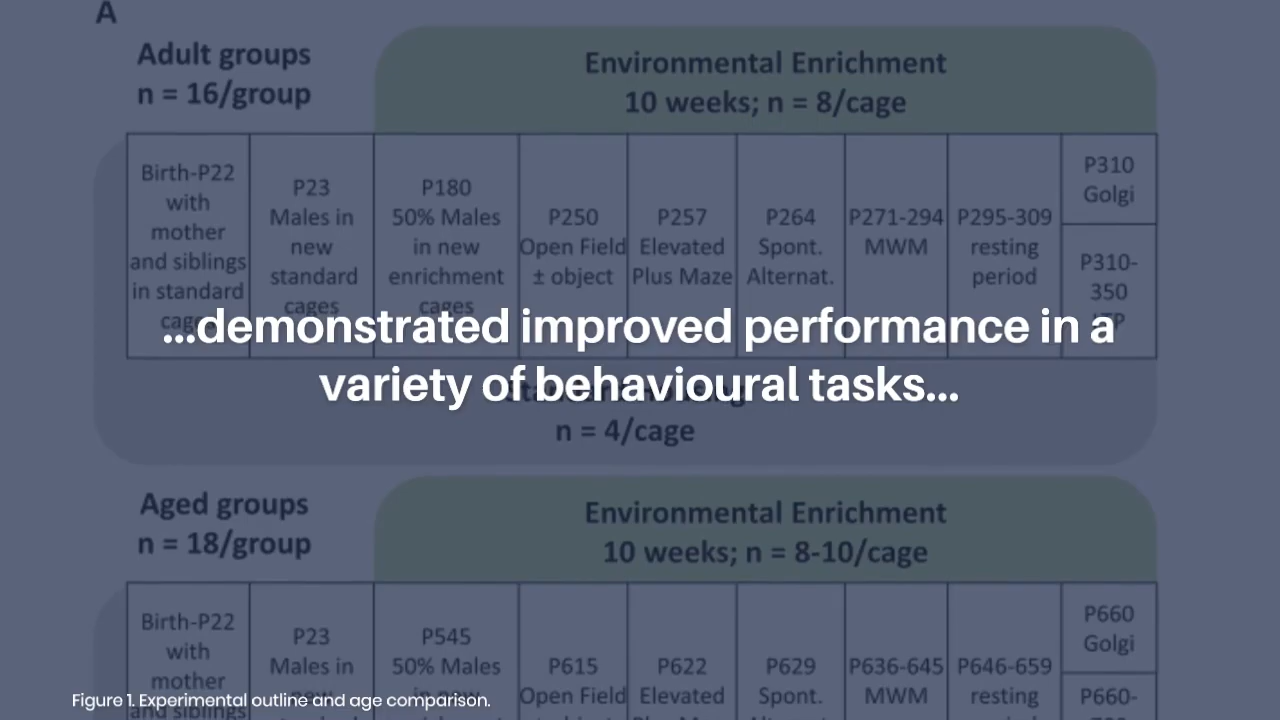 A
Adult groups
n = 16/group
Environmental Enrichment
10 weeks; n = 8/cage
Birth-P22
with
mother
and siblings
in standard
P23
Males in
new
standard
cages
P180
50% Males
in new
enrichment
cages
P250
Open Field
± object
P257
Elevated
Plus Maze
P264
Spont.
Alternat.
P271-294
MWM
P295-309
resting
period
P310
Golgi
P310-
350
...demonstrated improved performance in a
variety of behavioural tasks...
n = 4/cage
Aged groups
n = 18/group
Environmental Enrichment
10 weeks; n = 8-10/cage
Birth-P22
with
mother
and siblings
P23
Males in
P545
50% Males
P615
Open Field
P622
Elevated
P629
Spont.
P636-645
MWM
P646-659
resting
P660
Golgi
P660-
Figure 1. Experimental outline and age comparison.